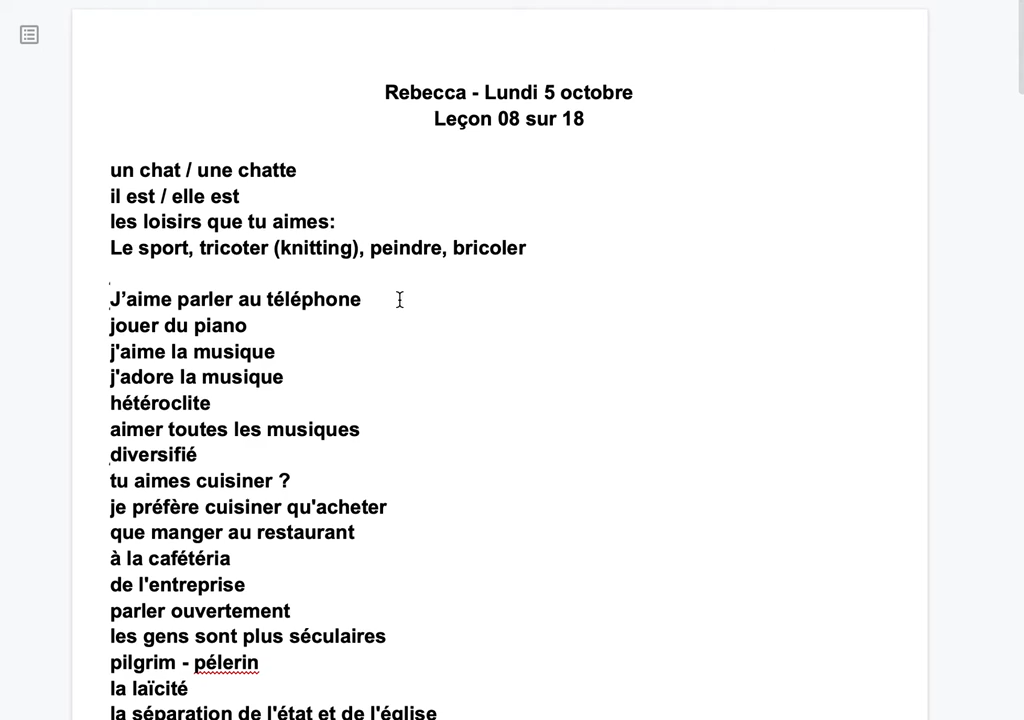 Rebecca - Lundi 5 octobre
Leçon 08 sur 18
un chat / une chatte
il est / elle est
les loisirs que tu aimes:
Le sport, tricoter (knitting), peindre, bricoler
J’aime parler au téléphone
jouer du piano
j'aime la musique
j'adore la musique
hétéroclite
aimer toutes les musiques
diversifié
tu aimes cuisiner ?
je préfère cuisiner qu'acheter
que manger au restaurant
à la cafétéria
de l'entreprise
parler ouvertement
les gens sont plus séculaires
pilgrim - pélerin
la laïcité
la séparation de l'état et de l'église